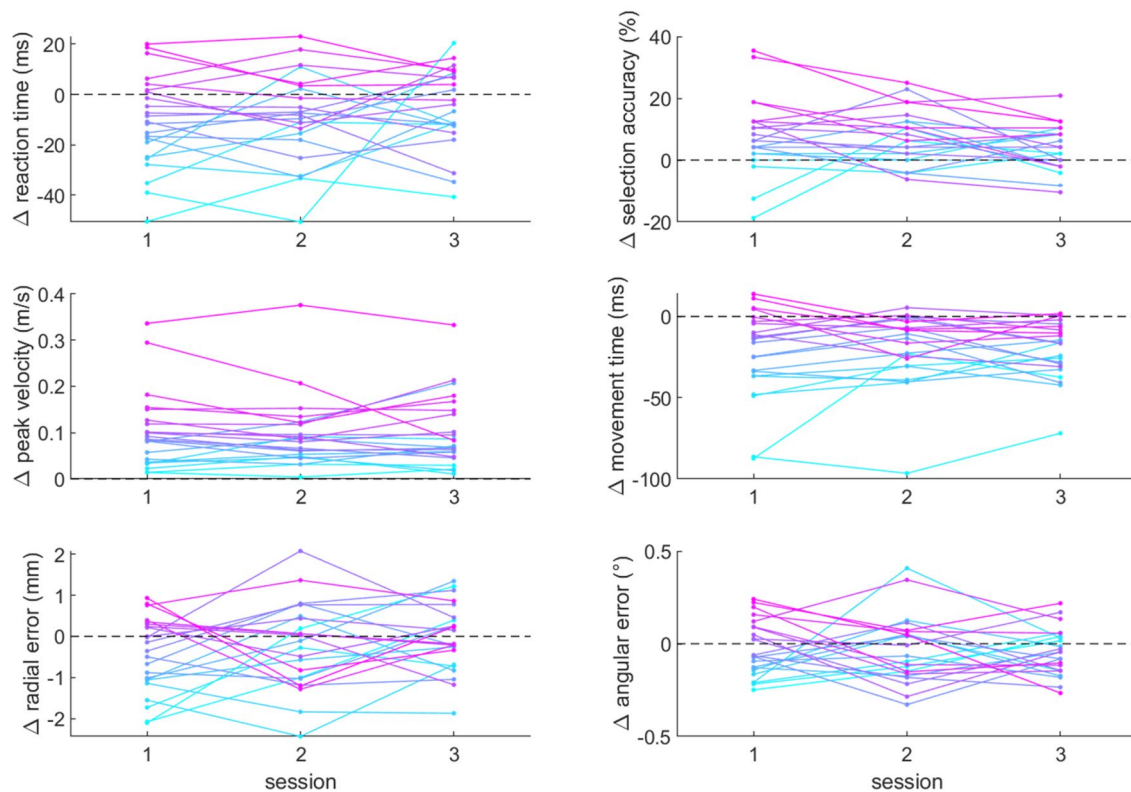 Δ reaction time (ms)
20
0
-20
-40
1 2 3
Δ selection accuracy (%)
40
20
0
-20
1 2 3
Δ peak velocity (m/s)
0.4
0.3
0.2
0.1
0
1 2 3
Δ movement time (ms)
0
-50
-100
1 2 3
Δ radial error (mm)
2
1
0
-1
-2
1 2 3
session
Δ angular error (°)
0.5
0
-0.5
1 2 3
session